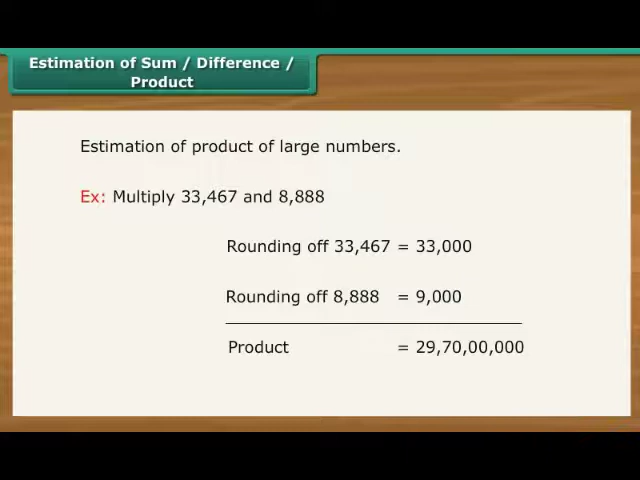 Estimation of Sum / Difference /
Product
Estimation of product of large numbers.
Ex: Multiply 33,467 and 8,888
Rounding off 33,467 = 33,000
Rounding off 8,888 = 9,000
Product = 29,70,00,000